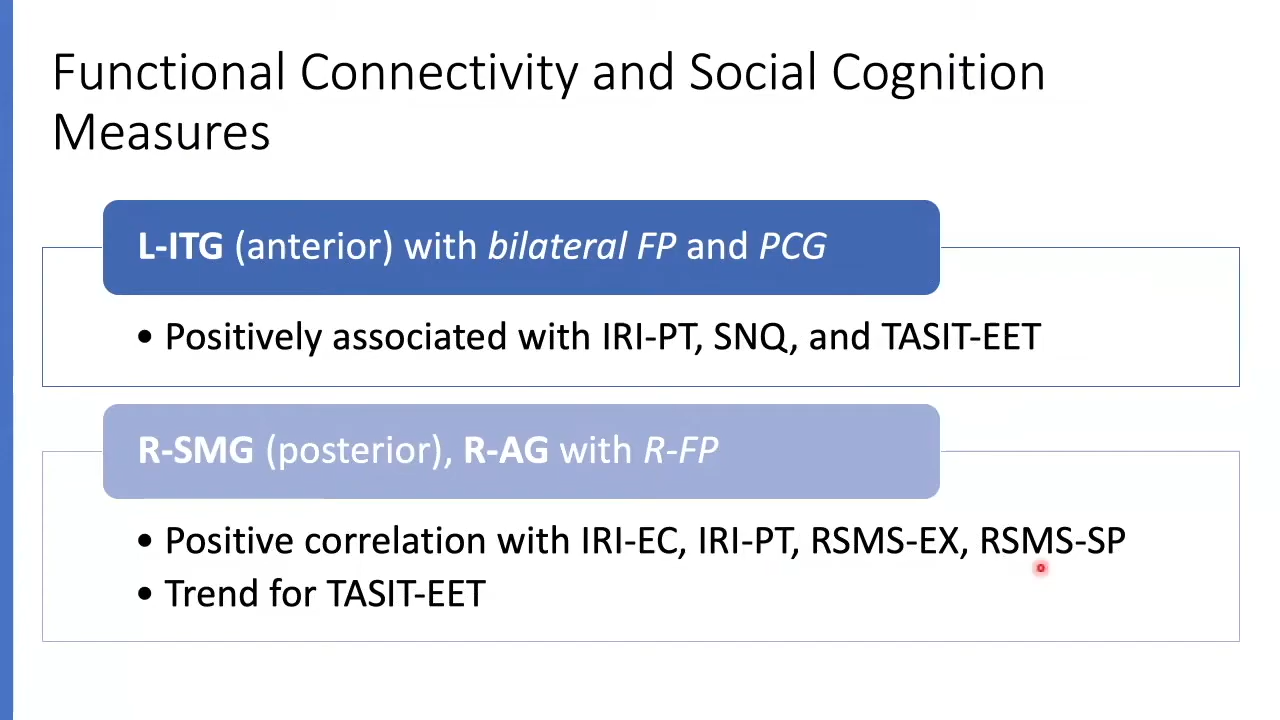 Functional Connectivity and Social Cognition
Measures
L-ITG (anterior) with bilateral FP and PCG
• Positively associated with IRI-PT, SNQ, and TASIT-EET
R-SMG (posterior), R-AG with R-FP
• Positive correlation with IRI-EC, IRI-PT, RSMS-EX, RSMS-SP
• Trend for TASIT-EET